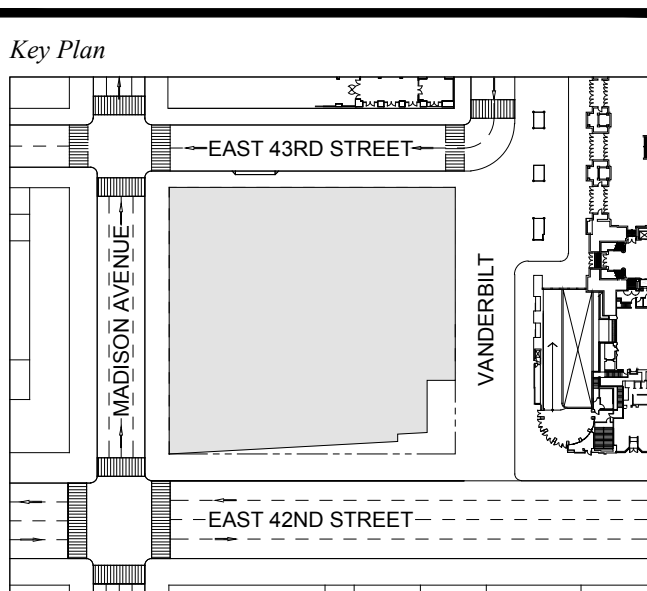 Key Plan
EAST 43RD STREET
MADISON AVENUE
VANDERBILT
EAST 42ND STREET